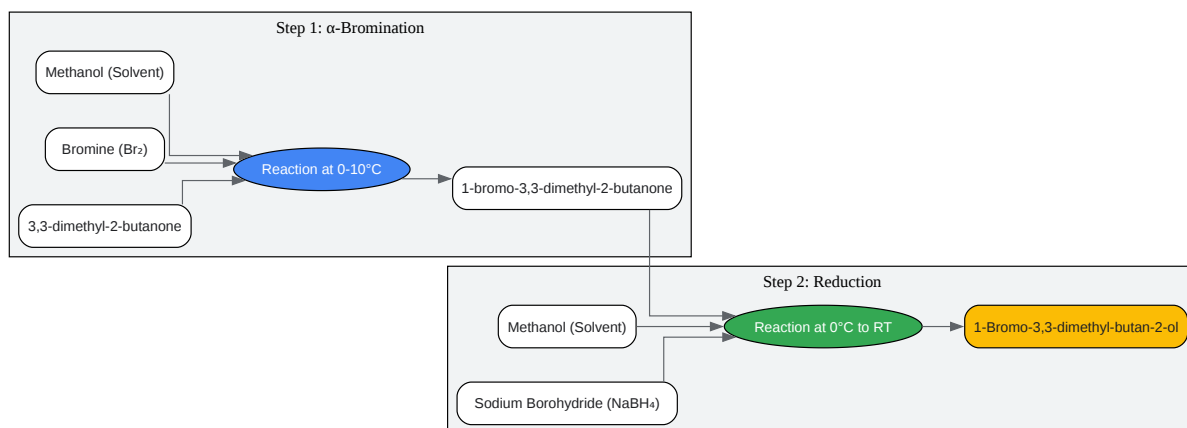 Step 1: α-Bromination
Methanol (Solvent)
Bromine (Br₂)
Reaction at 0-10°C
1-bromo-3,3-dimethyl-2-butanone
3,3-dimethyl-2-butanone
Step 2: Reduction
Methanol (Solvent)
Reaction at 0°C to RT
1-Bromo-3,3-dimethyl-butan-2-ol
Sodium Borohydride (NaBH₄)